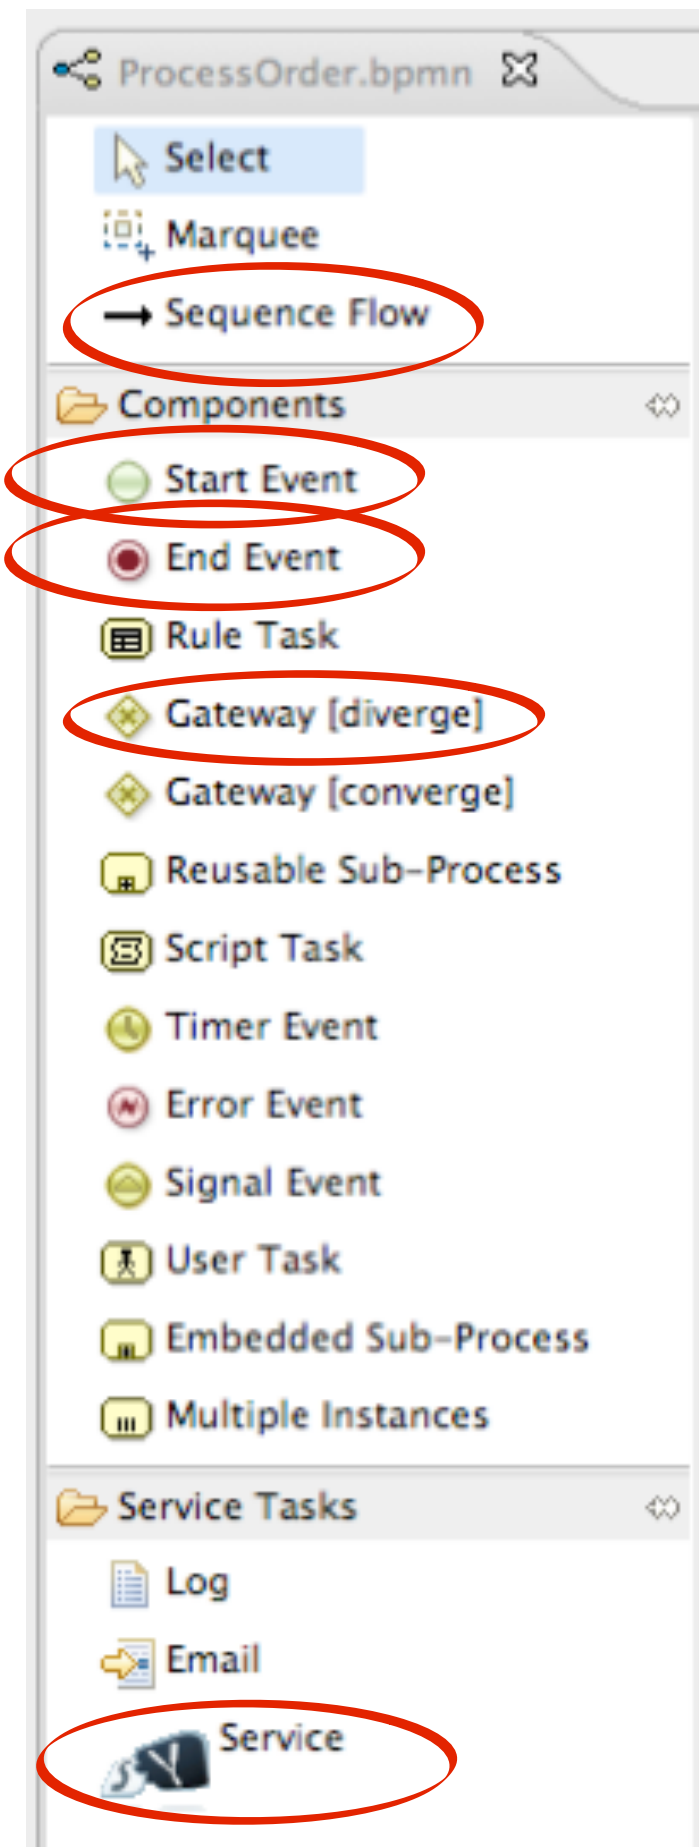 ProcessOrder.bpmn
Select
Marquee
Sequence Flow
Components
Start Event
End Event
Rule Task
Gateway [diverge]
Gateway [converge]
Reusable Sub-Process
Script Task
Timer Event
Error Event
Signal Event
User Task
Embedded Sub-Process
Multiple Instances
Service Tasks
Log
Email
Service